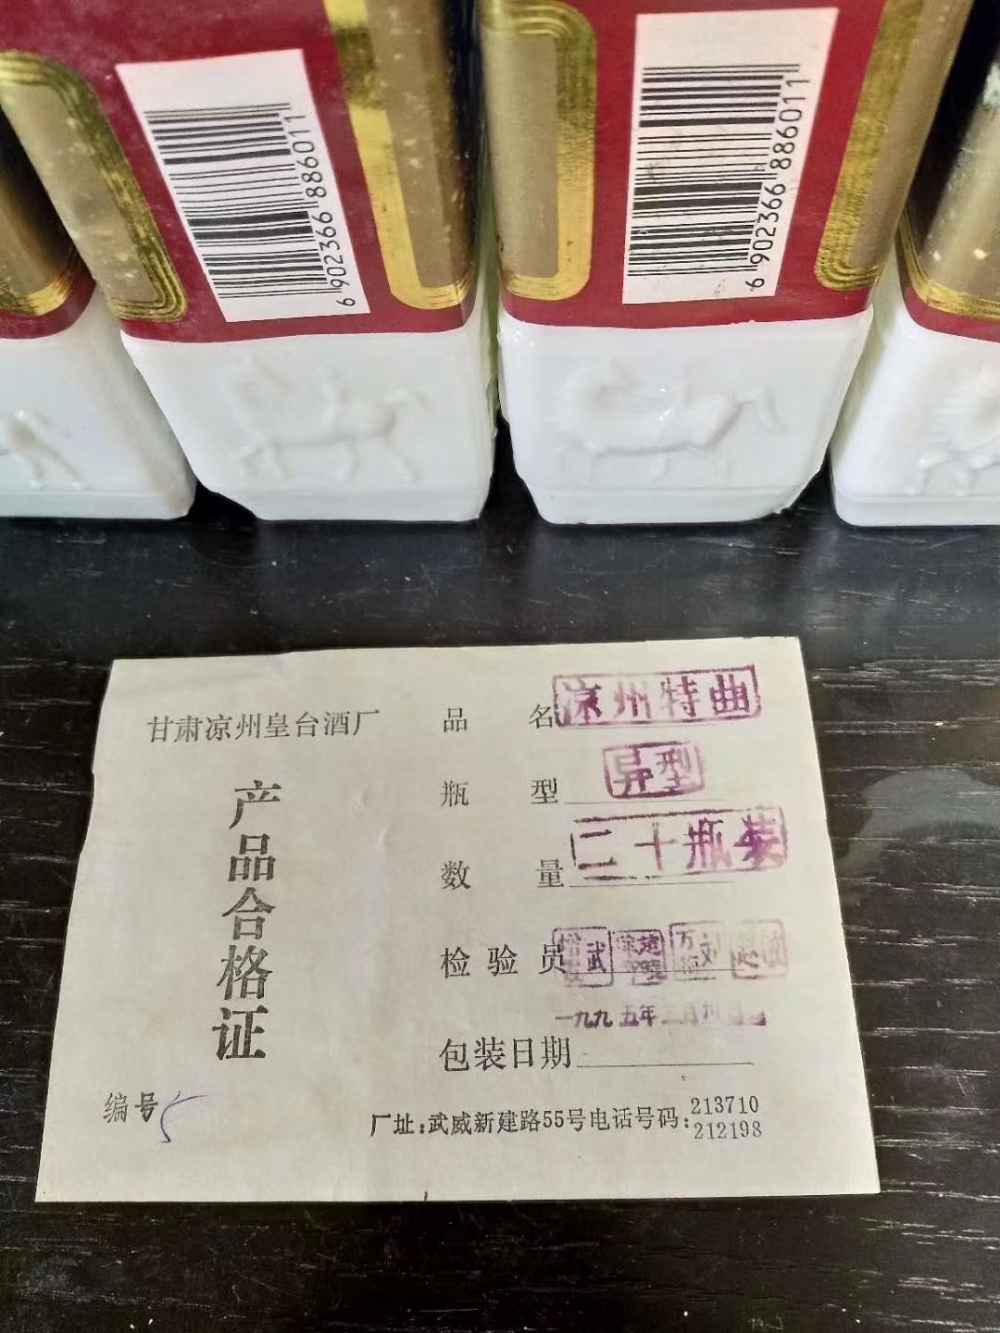 6 902366 886011
6 902366 886011
甘肃凉州皇台酒厂
产品合格证
编号 5
品名 凉州特曲
瓶型 异型
数量 二十瓶装
检验员
一九九五年
包装日期
厂址:武威新建路55号电话号码:213710
212198